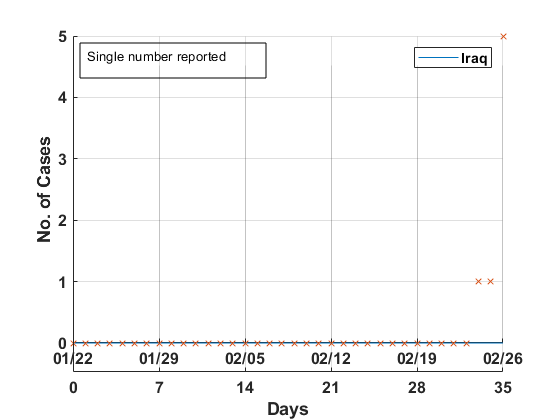 Single number reported
Iraq
No. of Cases
5
4
3
2
1
0
01/22 01/29 02/05 02/12 02/19 02/26
0 7 14 21 28 35
Days